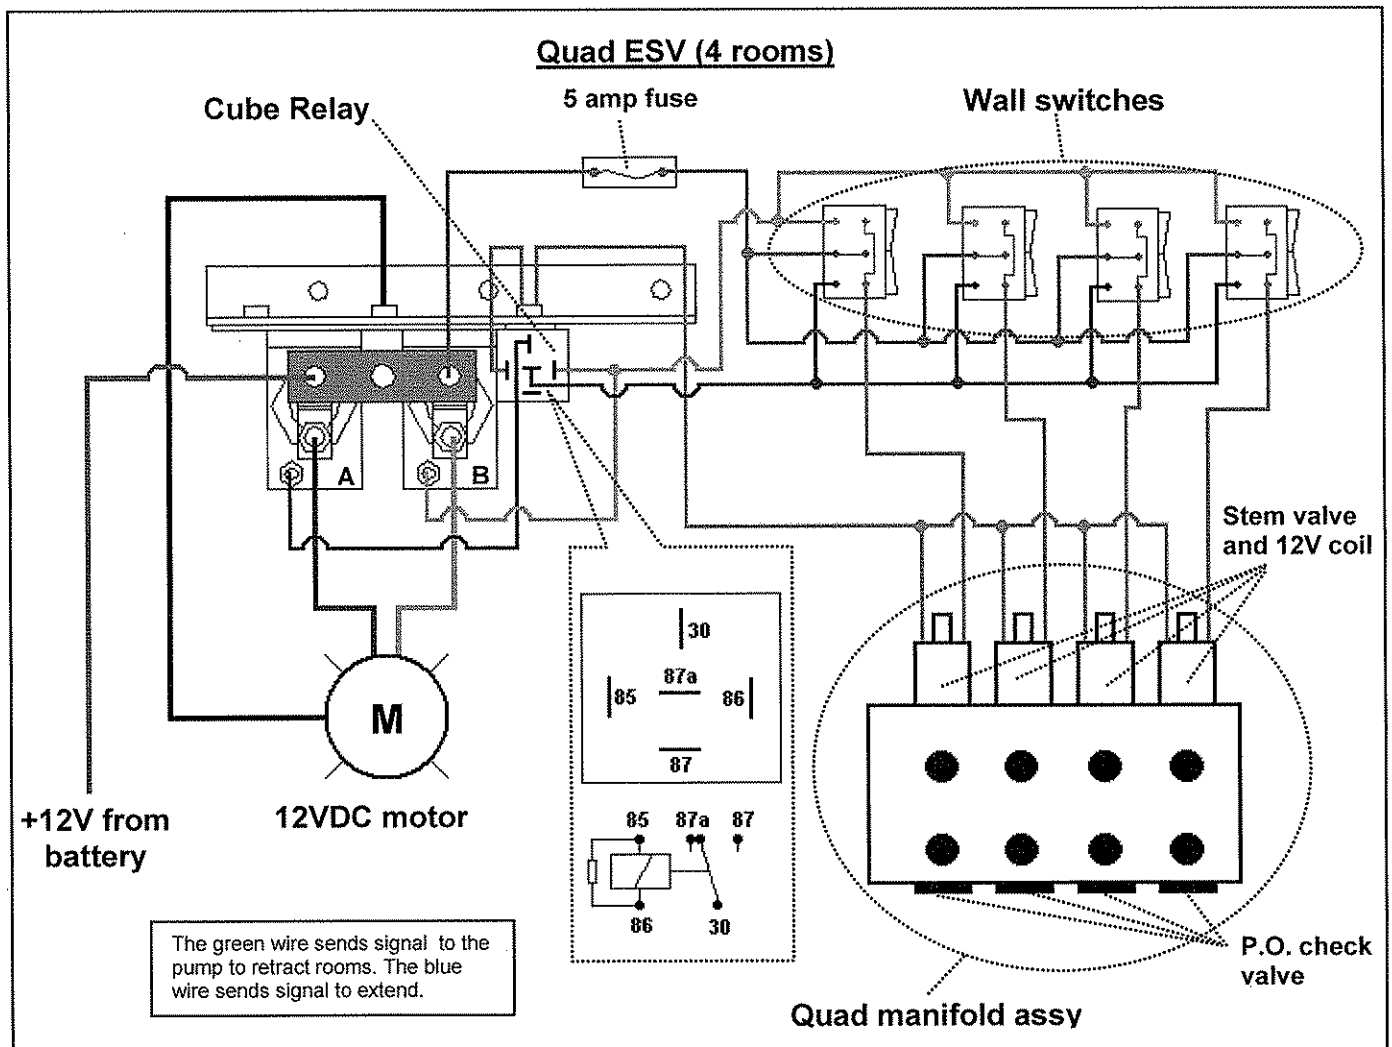 Quad ESV (4 rooms)
Cube Relay
5 amp fuse
Wall switches
A
B
Stem valve
and 12V coil
30
87a
85
86
87
M
+12V from
battery
12VDC motor
85 87a 87
86
30
The green wire sends signal to the
pump to retract rooms. The blue
wire sends signal to extend.
P.O. check
valve
Quad manifold assy